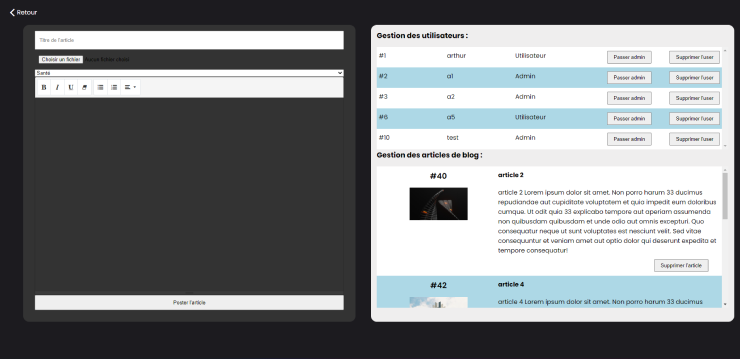 Retour
Titre de l'article
Choisir un fichier Aucun fichier choisi
Santé
B I U
Poster l'article
Gestion des utilisateurs :
#1 arthur Utilisateur Passer admin Supprimer l'user
#2 a1 Admin Passer admin Supprimer l'user
#3 a2 Admin Passer admin Supprimer l'user
#6 a5 Utilisateur Passer admin Supprimer l'user
#10 test Admin Passer admin Supprimer l'user
Gestion des articles de blog :
#40 article 2
article 2 Lorem ipsum dolor sit amet. Non porro harum 33 ducimus
repudiandae aut cupiditate voluptatem et quia impedit eum doloribus
cumque. Ut odit quia 33 explicabo tempore aut aperiam assumenda
non quibusdam quibusdam et unde odio aut omnis excepturi. Quo
consequatur neque ut sunt voluptates est nesciunt velit. Sed vitae
consequuntur et veniam amet aut optio dolor qui deserunt expedita et
tempore consequatur!
Supprimer l'article
#42 article 4
article 4 Lorem ipsum dolor sit amet. Non porro harum 33 ducimus